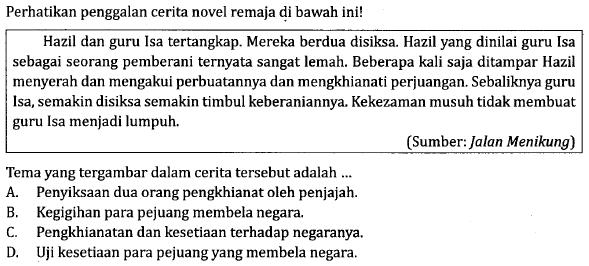 Perhatikan penggalan cerita novel remaja di bawah ini!
Hazil dan guru Isa tertangkap. Mereka berdua disiksa. Hazil yang dinilai guru Isa
sebagai seorang pemberani ternyata sangat lemah. Beberapa kali saja ditampar Hazil
menyerah dan mengakui perbuatannya dan mengkhianati perjuangan. Sebaliknya guru
Isa, semakin disiksa semakin timbul keberaniannya. Kekezaman musuh tidak membuat
guru Isa menjadi lumpuh.
(Sumber: Jalan Menikung)
Tema yang tergambar dalam cerita tersebut adalah ...
A. Penyiksaan dua orang pengkhianat oleh penjajah.
B. Kegigihan para pejuang membela negara.
C. Pengkhianatan dan kesetiaan terhadap negaranya.
D. Uji kesetiaan para pejuang yang membela negara.